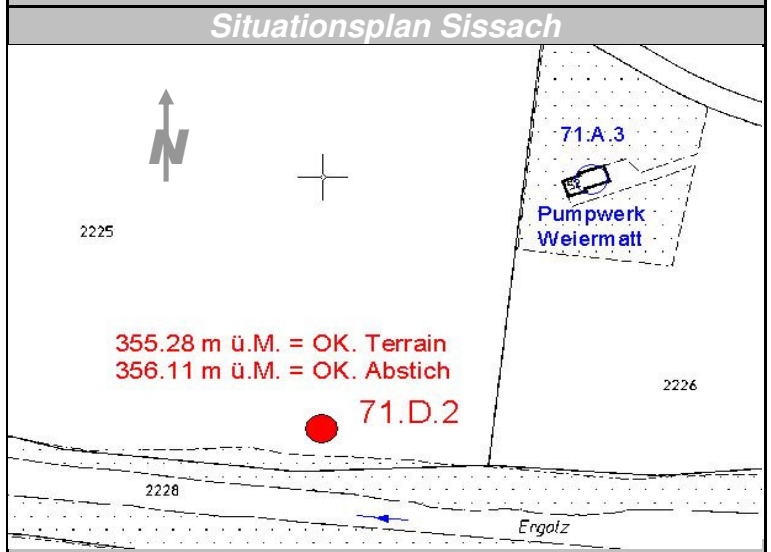 Situationsplan Sissach
N
71.A.3
Pumpwerk
Weiermatt
2225
355.28 m ü.M. = OK. Terrain
356.11 m ü.M. = OK. Abstich
71.D.2
2226
2228
Ergolz